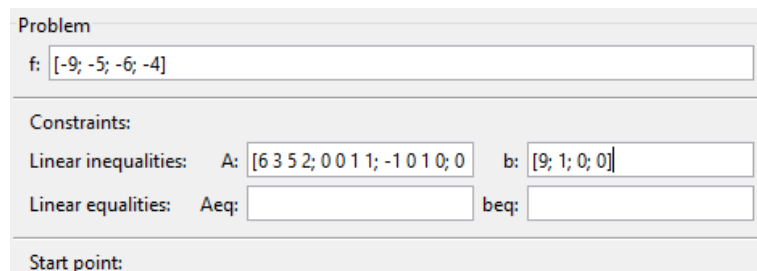 Problem
f: [-9; -5; -6; -4]
Constraints:
Linear inequalities: A: [6 3 5 2; 0 0 1 1; -1 0 1 0; 0 b: [9; 1; 0; 0]
Linear equalities: Aeq: beq:
Start point: